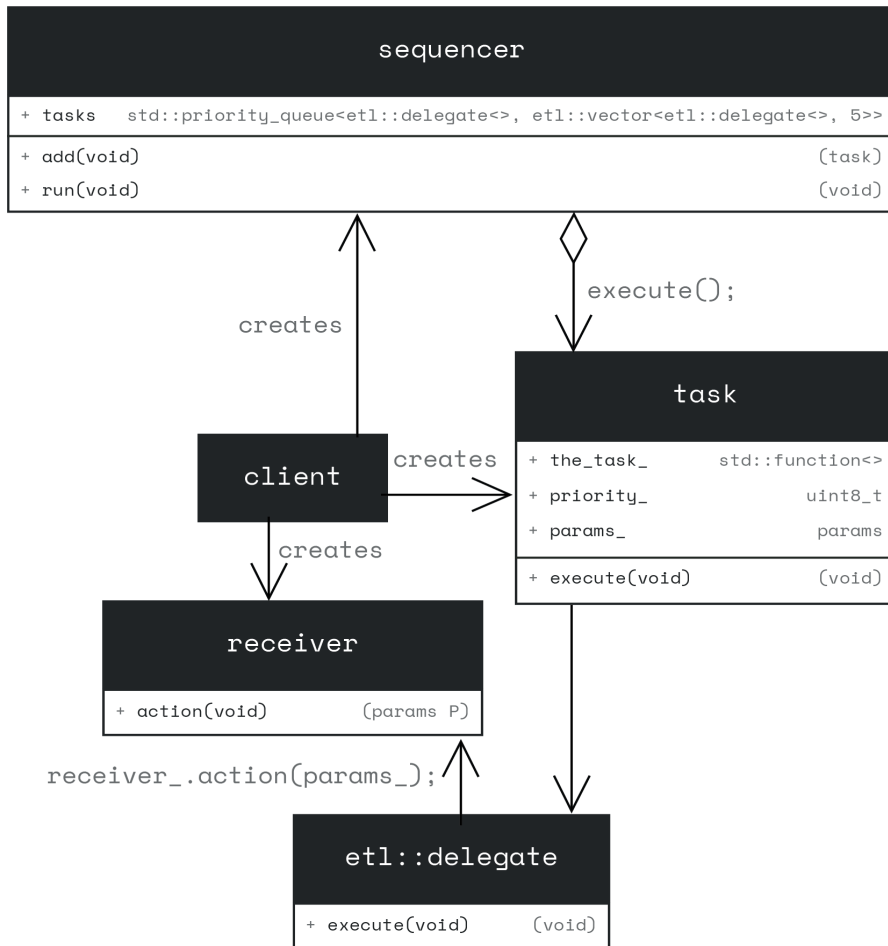 sequencer
+ tasks std::priority_queue<etl::delegate<>, etl::vector<etl::delegate<>, 5>>
+ add(void) (task)
+ run(void) (void)
execute();
creates
task
client
creates
+ the_task_ std::function<>
+ priority_ uint8_t
+ params_ params
creates
+ execute(void) (void)
receiver
+ action(void) (params P)
receiver_.action(params_);
etl::delegate
+ execute(void) (void)